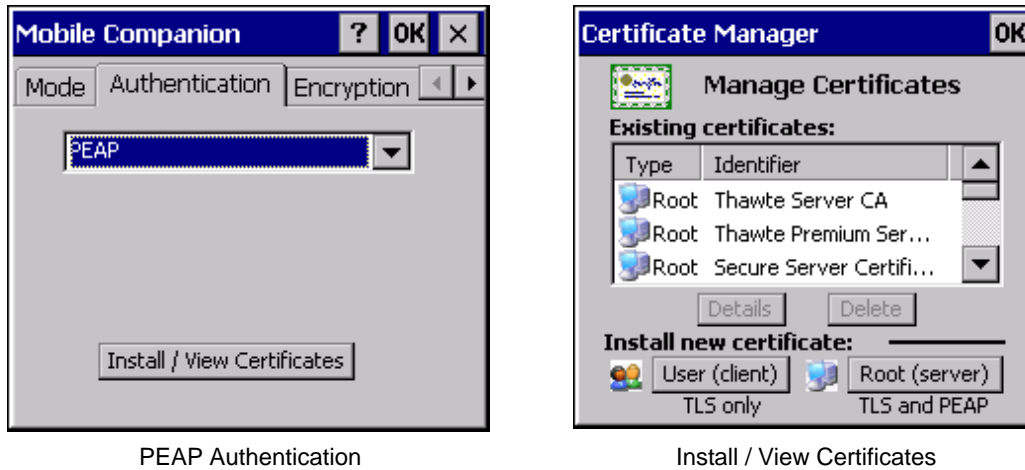 Mobile Companion ? OK ×
Mode Authentication Encryption
PEAP
Install / View Certificates
PEAP Authentication
Certificate Manager OK
Manage Certificates
Existing certificates:
Type Identifier
Root Thawte Server CA
Root Thawte Premium Ser...
Root Secure Server Certifi...
Details Delete
Install new certificate:
User (client) Root (server)
TLS only TLS and PEAP
Install / View Certificates